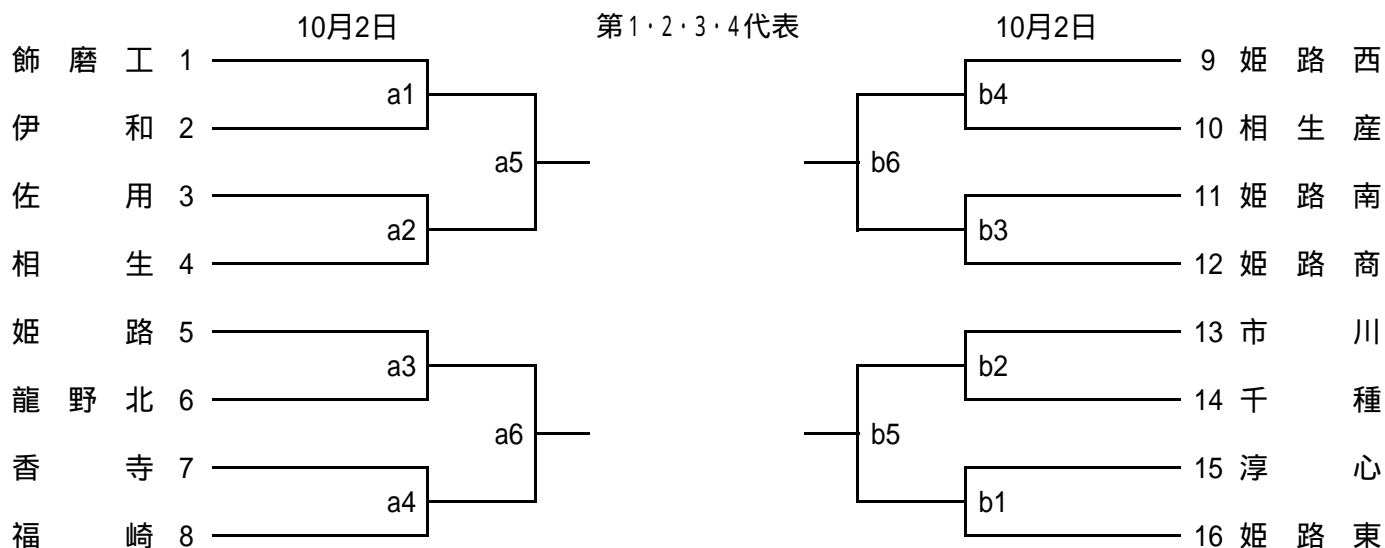 10月2日 第1・2・3・4代表 10月2日
飾磨工 1 9 姫路西
a1 b4
伊和 2 10 相生産
a5 b6
佐用 3 11 姫路南
a2 b3
相生 4 12 姫路商
姫路 5 13 市川
a3 b2
龍野北 6 14 千種
a6 b5
香寺 7 15 淳心
a4 b1
福崎 8 16 姫路東